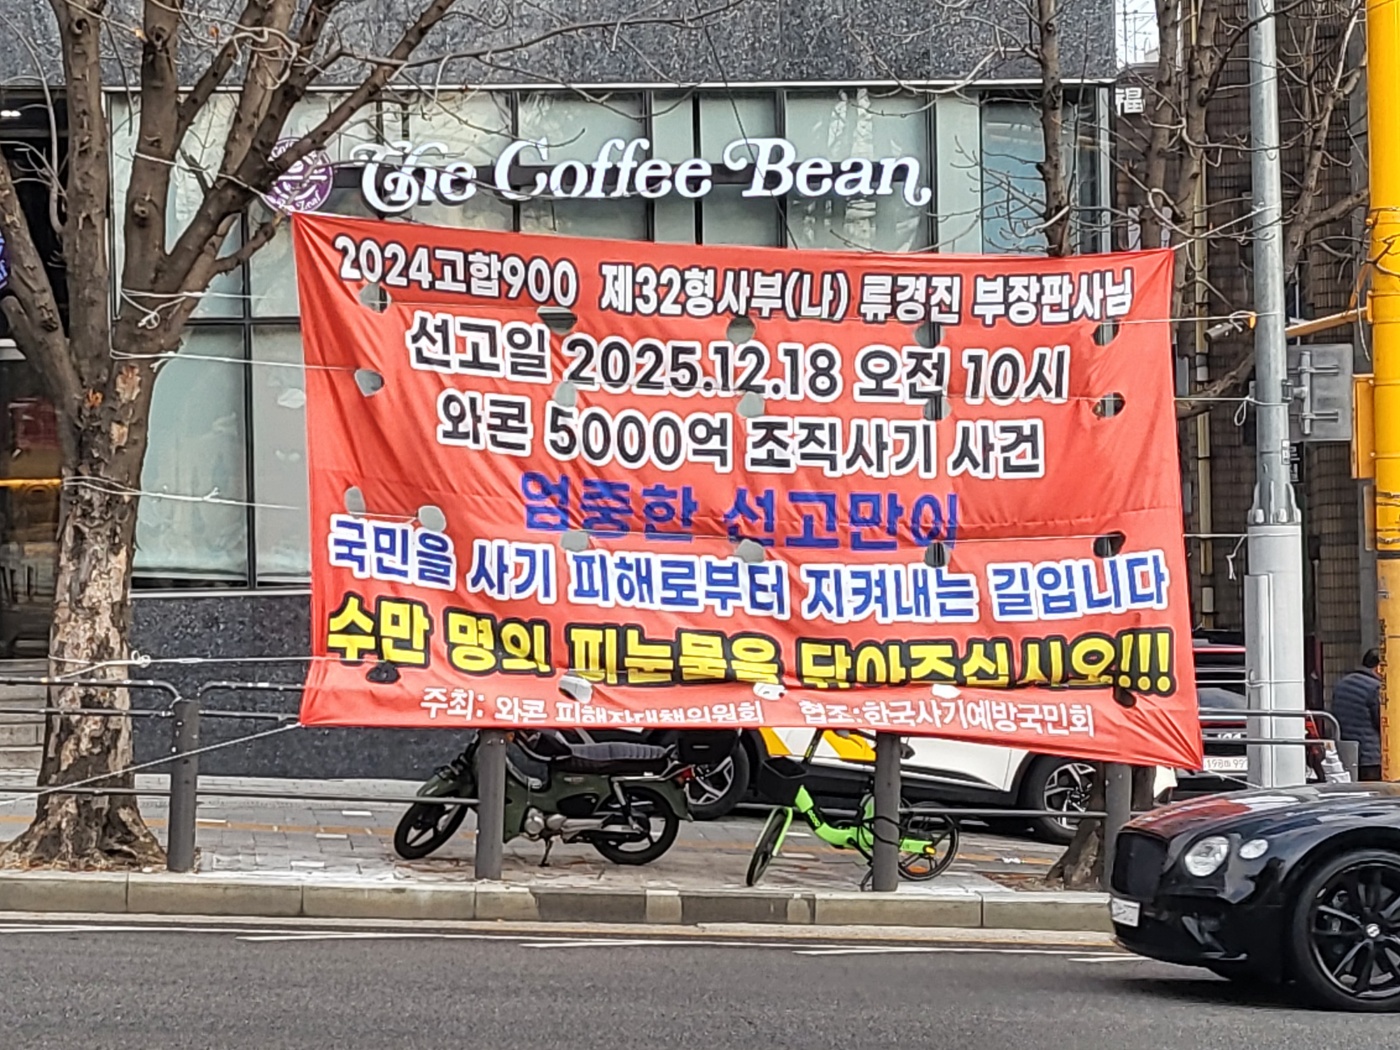 The Coffee Bean
2024고합900 제32형사부(나) 류경진 부장판사님
선고일 2025.12.18 오전 10시
와콘 5000억 조직사기 사건
엄중한 선고만이
국민을 사기 피해로부터 지켜내는 길입니다
수만 명의 피눈물을 닦아주십시오!!!
주최: 와콘 피해자대책위원회 협조:한국사기예방국민회